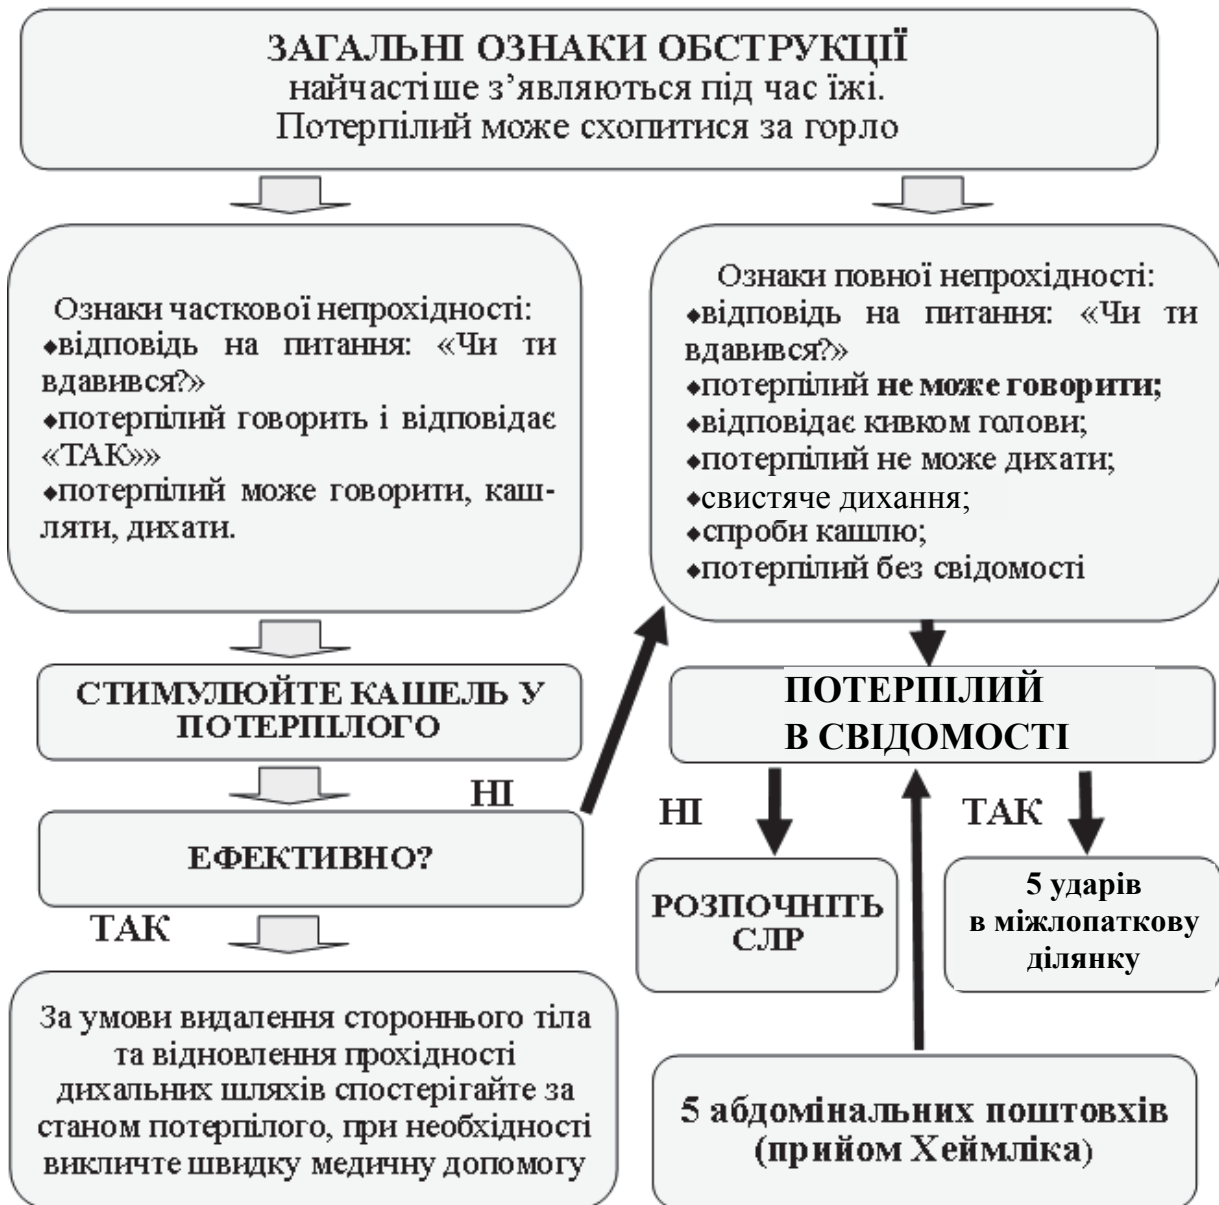 ЗАГАЛЬНІ ОЗНАКИ ОБСТРУКЦІЇ
найчастіше з’являються під час їжі.
Потерпілий може схопитися за горло
Ознаки часткової непрохідності:
♦відповідь на питання: «Чи ти
вдавився?»
♦потерпілий говорить і відповідає
«ТАК»»
♦потерпілий може говорити, каш-
ляти, дихати.
СТИМУЛЮЙТЕ КАШЕЛЬ У
ПОТЕРПІЛОГО
НІ
ЕФЕКТИВНО?
ТАК
За умови видалення стороннього тіла
та відновлення прохідності
дихальних шляхів спостерігайте за
станом потерпілого, при необхідності
викличте швидку медичну допомогу
Ознаки повної непрохідності:
♦відповідь на питання: «Чи ти
вдавився?»
♦потерпілий не може говорити;
♦відповідає кивком голови;
♦потерпілий не може дихати;
♦свистяче дихання;
♦спроби кашлю;
♦потерпілий без свідомості
ПОТЕРПІЛИЙ
В СВІДОМОСТІ
НІ
ТАК
РОЗПОЧНІТЬ
СЛР
5 ударів
в міжлопаткову
ділянку
5 абдомінальних поштовхів
(прийом Хеймліка)